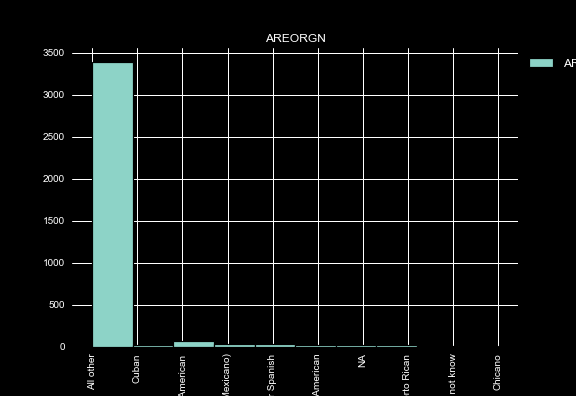 AREORGN
AR
3500
3000
2500
2000
1500
1000
500
0
All other
Cuban
American
Mexicano)
r Spanish
American
NA
rto Rican
not know
Chicano